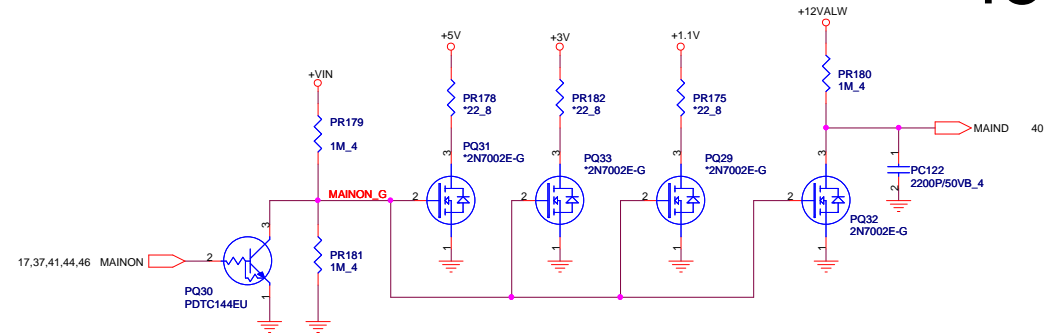 +12VALW
+5V
+3V
+1.1V
+VIN
PR178
*22_8
PR182
*22_8
PR175
*22_8
PR180
1M_4
PR179
1M_4
MAIND 40
PQ31
*2N7002E-G
PQ33
*2N7002E-G
PQ29
*2N7002E-G
3
3
3
3
1
PC122
2200P/50VB_4
2
MAINON_G
2
2
2
2
PQ32
2N7002E-G
3
1
1
1
1
17,37,41,44,46 MAINON
2
PR181
1M_4
PQ30
PDTC144EU
1